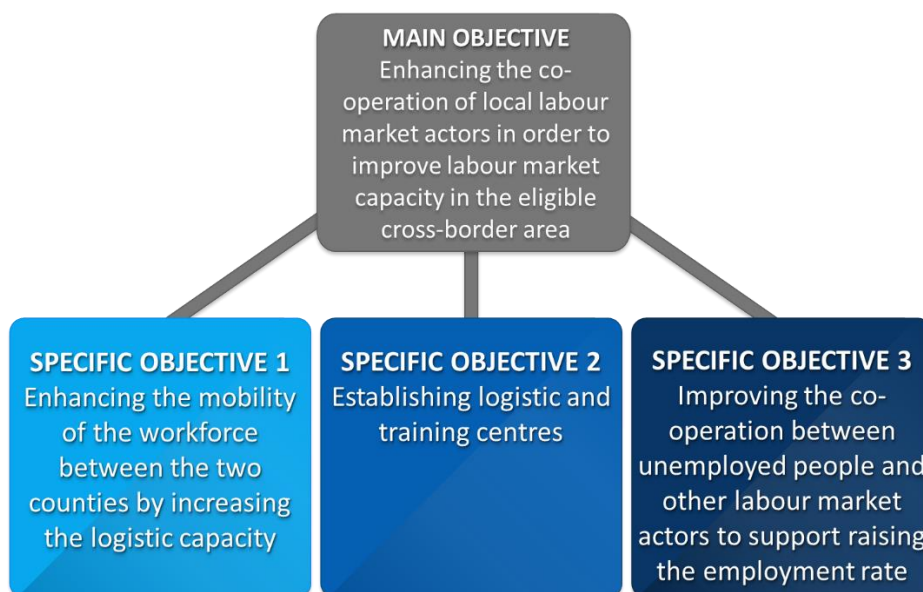 MAIN OBJECTIVE
Enhancing the co-
operation of local labour
market actors in order to
improve labour market
capacity in the eligible
cross-border area
SPECIFIC OBJECTIVE 1
Enhancing the mobility
of the workforce
between the two
counties by increasing
the logistic capacity
SPECIFIC OBJECTIVE 2
Establishing logistic and
training centres
SPECIFIC OBJECTIVE 3
Improving the co-
operation between
unemployed people and
other labour market
actors to support raising
the employment rate